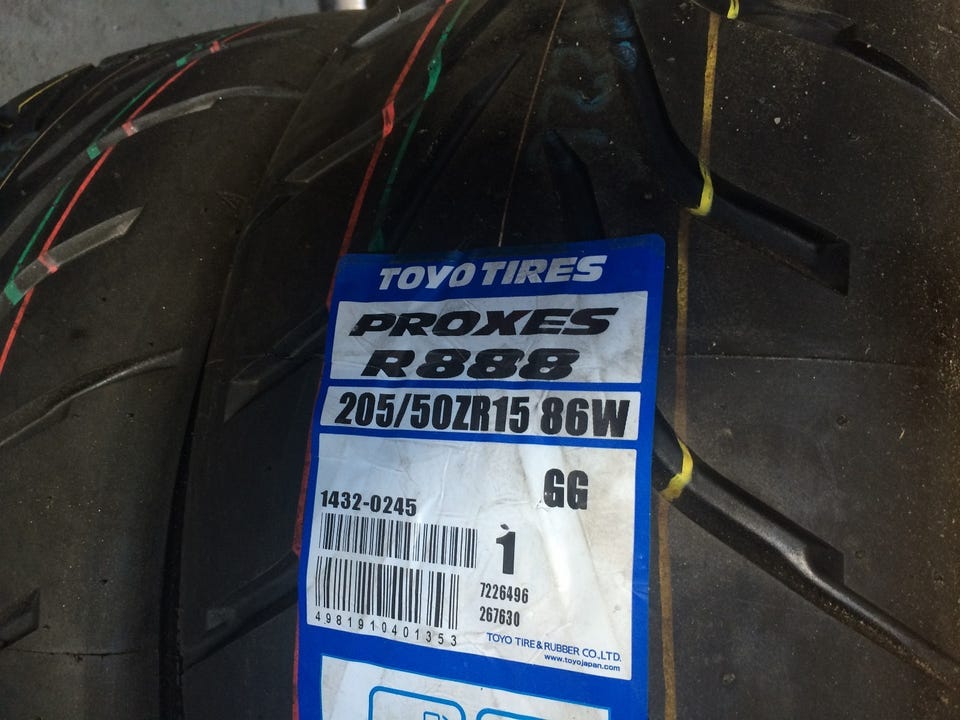 TOYO TIRES
PROXES
R888
205/50ZR15 86W
GG
1432-0245
1
7226496
267630
4981910401353
TOYO TIRE & RUBBER CO.,LTD.
www.toyojapan.com